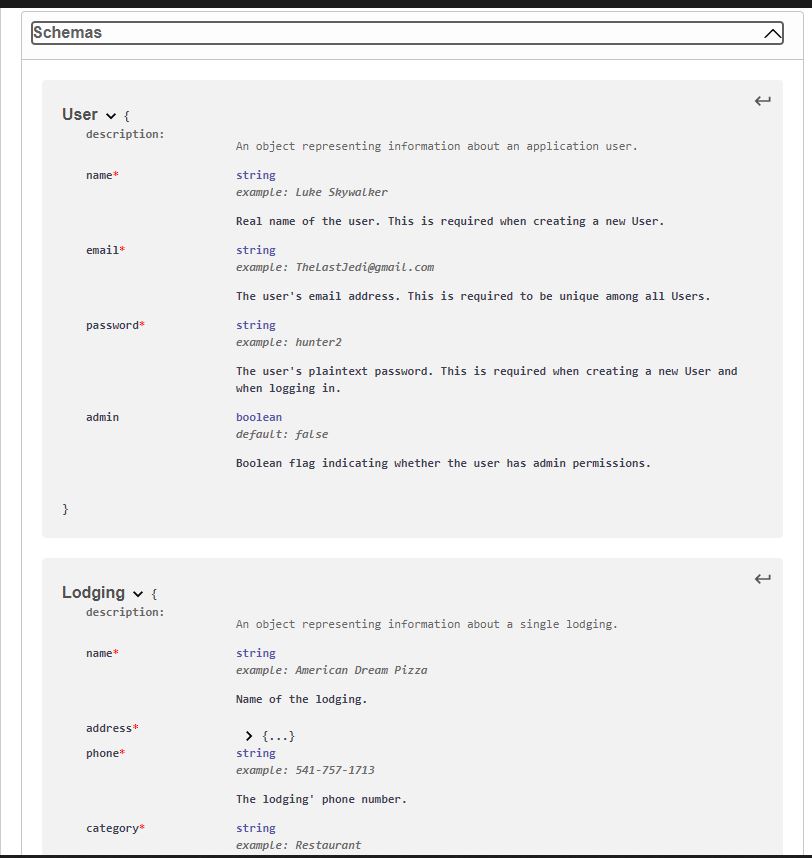 Schemas
User {
description:
An object representing information about an application user.
name*
string
example: Luke Skywalker
Real name of the user. This is required when creating a new User.
email*
string
example: TheLastJedi@gmail.com
The user's email address. This is required to be unique among all Users.
password*
string
example: hunter2
The user's plaintext password. This is required when creating a new User and
when logging in.
admin
boolean
default: false
Boolean flag indicating whether the user has admin permissions.
}
Lodging {
description:
An object representing information about a single lodging.
name*
string
example: American Dream Pizza
Name of the lodging.
address*
{...}
phone*
string
example: 541-757-1713
The lodging' phone number.
category*
string
example: Restaurant